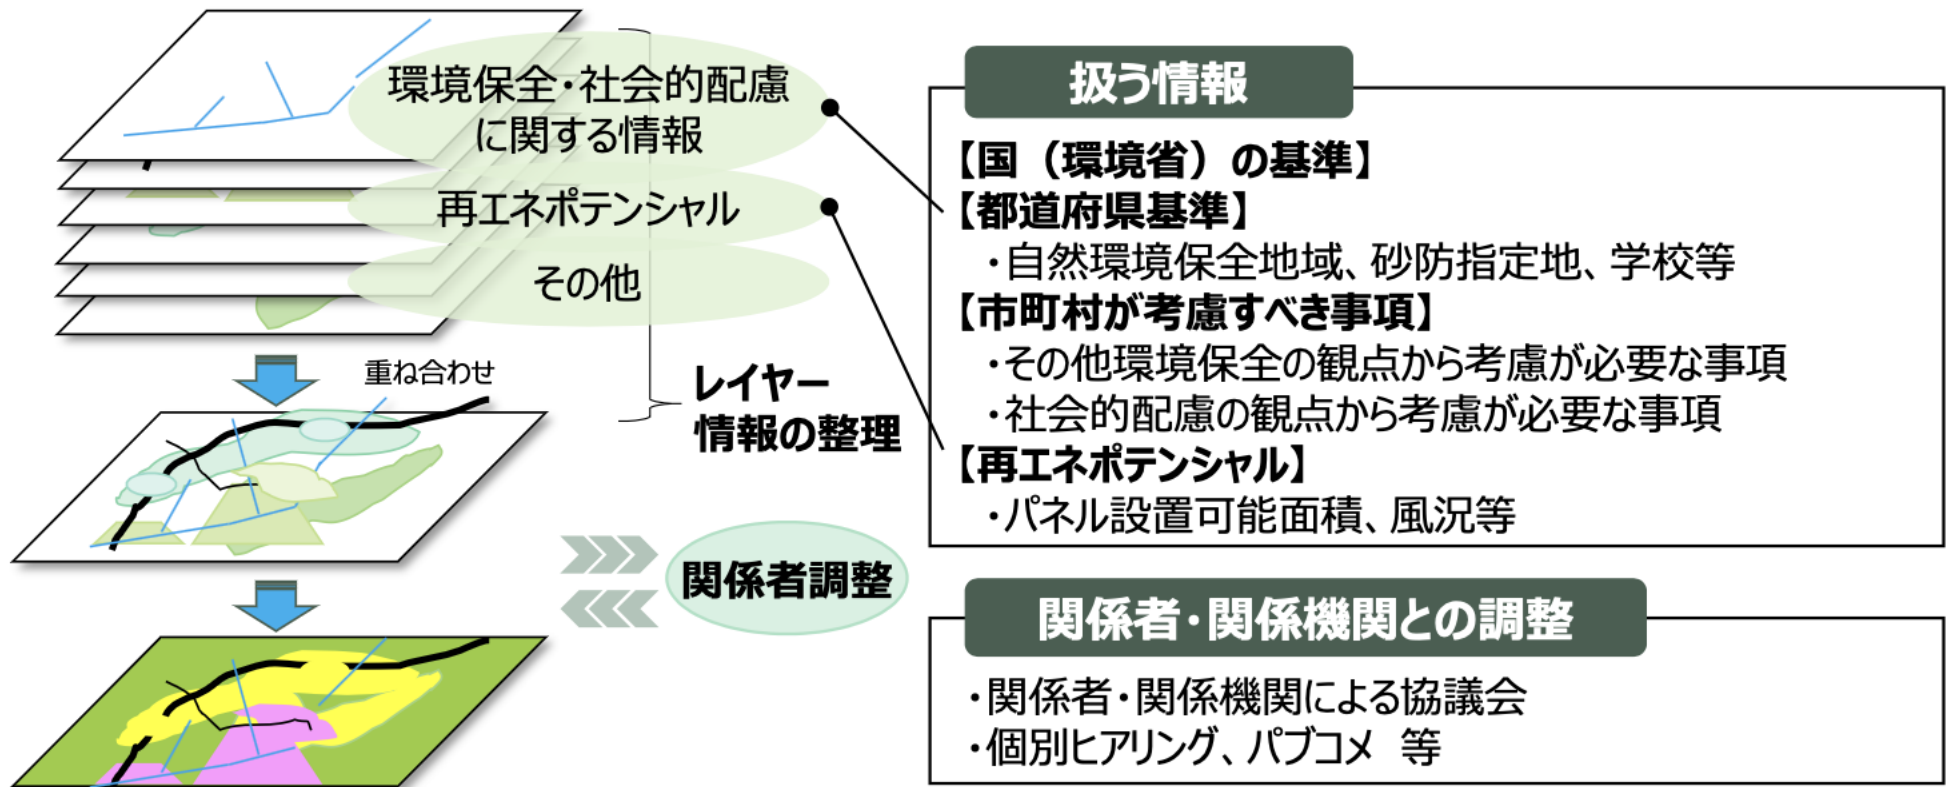 環境保全・社会的配慮
に関する情報
再エネポテンシャル
その他
重ね合わせ
レイヤー
情報の整理
関係者調整
扱う情報
【国（環境省）の基準】
【都道府県基準】
・自然環境保全地域、砂防指定地、学校等
【市町村が考慮すべき事項】
・その他環境保全の観点から考慮が必要な事項
・社会的配慮の観点から考慮が必要な事項
【再エネポテンシャル】
・パネル設置可能面積、風況等
関係者・関係機関との調整
・関係者・関係機関による協議会
・個別ヒアリング、パブコメ 等